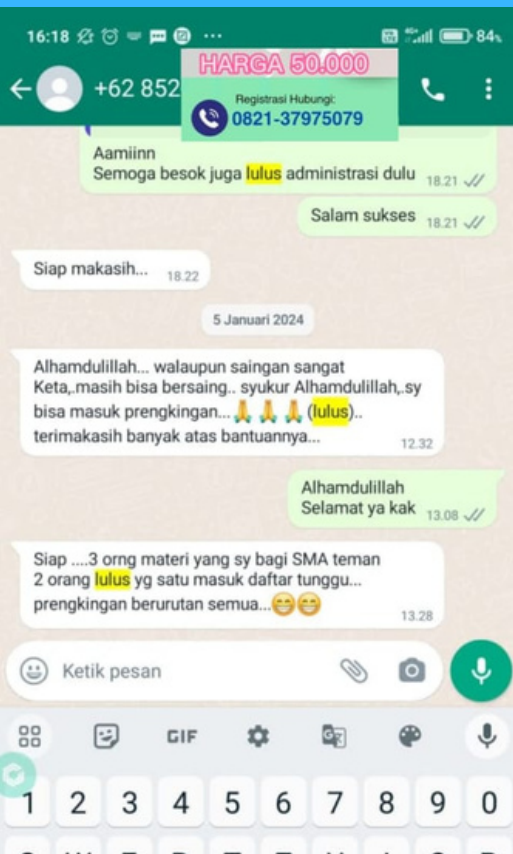 16:18
84%
HARGA 50.000
+62 852
Registrasi Hubungi:
0821-37975079
Aamiinn
Semoga besok juga lulus administrasi dulu 18.21
Salam sukses 18.21
Siap makasih... 18.22
5 Januari 2024
Alhamdulillah... walaupun saingan sangat
Keta,.masih bisa bersaing.. syukur Alhamdulillah,.sy
bisa masuk prengkingan...🙏🙏🙏(lulus)..
terimakasih banyak atas bantuannya... 12.32
Alhamdulillah
Selamat ya kak 13.08
Siap ....3 orng materi yang sy bagi SMA teman
2 orang lulus yg satu masuk daftar tunggu...
prengkingan berurutan semua...😁😁 13.28
Ketik pesan
GIF
1 2 3 4 5 6 7 8 9 0